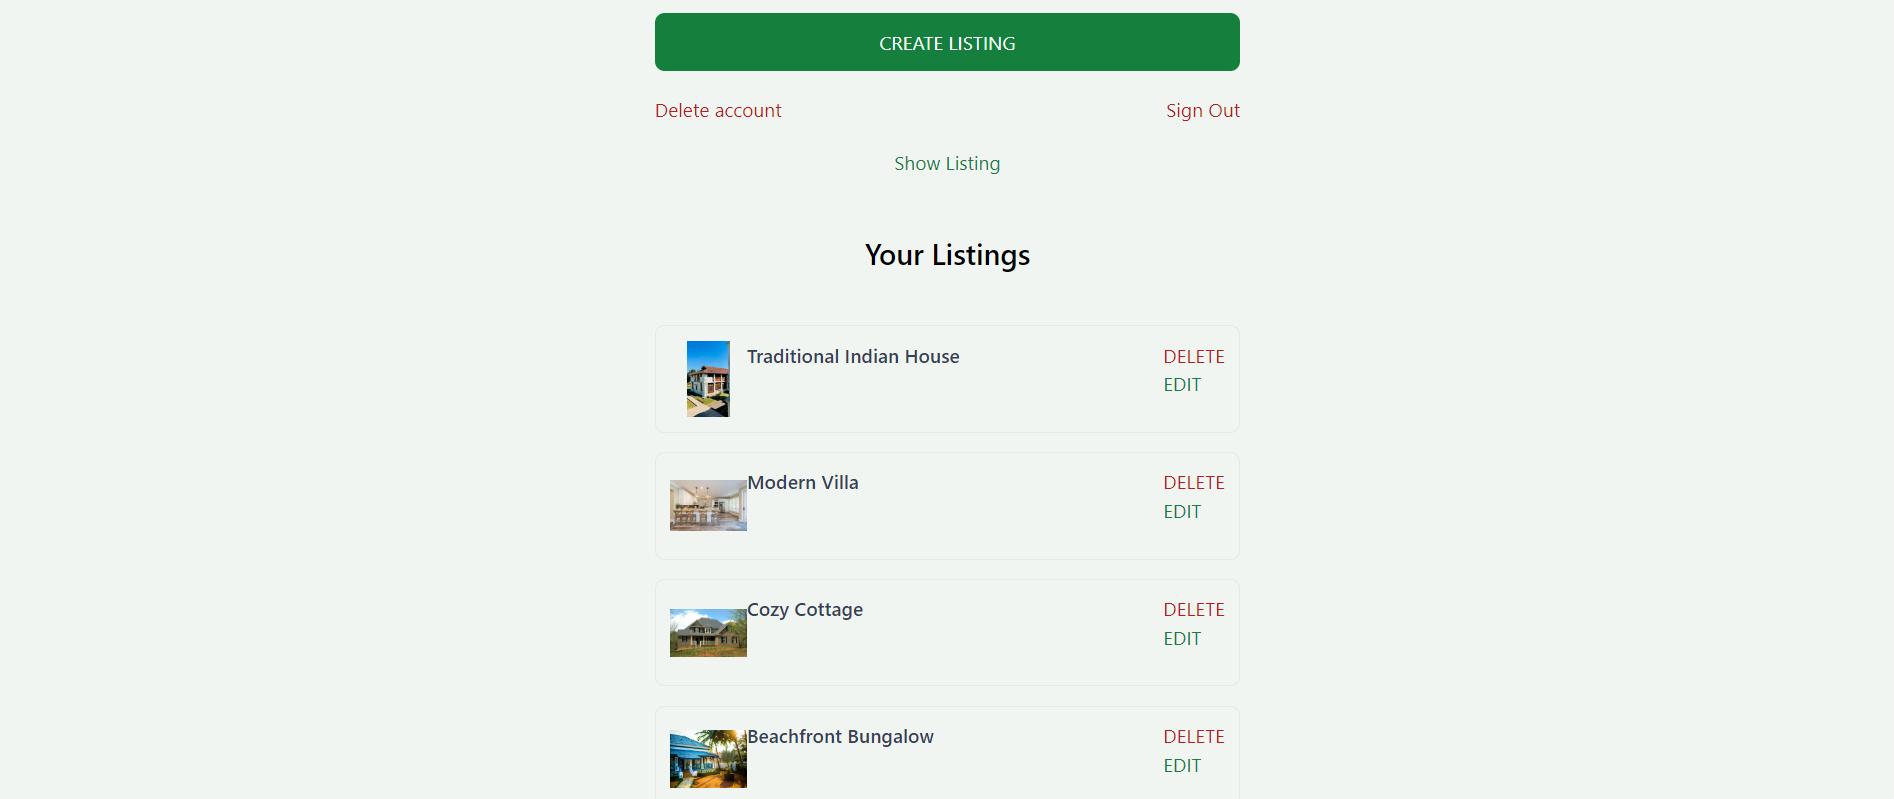 CREATE LISTING
Delete account Sign Out
Show Listing
Your Listings
Traditional Indian House DELETE
EDIT
Modern Villa DELETE
EDIT
Cozy Cottage DELETE
EDIT
Beachfront Bungalow DELETE
EDIT